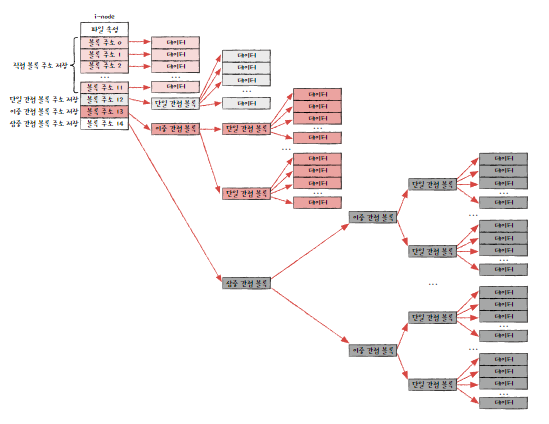 i-node
파일 속성
블록 주소 0
데이터
블록 주소 1
데이터
직접 블록 주소 저장
블록 주소 2
데이터
...
...
블록 주소 11
데이터
단일 간접 블록 주소 저장
블록 주소 12
단일 간접 블록
데이터
데이터
데이터
...
데이터
이중 간접 블록 주소 저장
블록 주소 13
이중 간접 블록
단일 간접 블록
데이터
데이터
데이터
...
데이터
...
단일 간접 블록
데이터
데이터
데이터
...
데이터
삼중 간접 블록 주소 저장
블록 주소 14
삼중 간접 블록
이중 간접 블록
단일 간접 블록
데이터
데이터
데이터
...
데이터
...
단일 간접 블록
데이터
데이터
데이터
...
데이터
...
이중 간접 블록
단일 간접 블록
데이터
데이터
데이터
...
데이터
...
단일 간접 블록
데이터
데이터
데이터
...
데이터